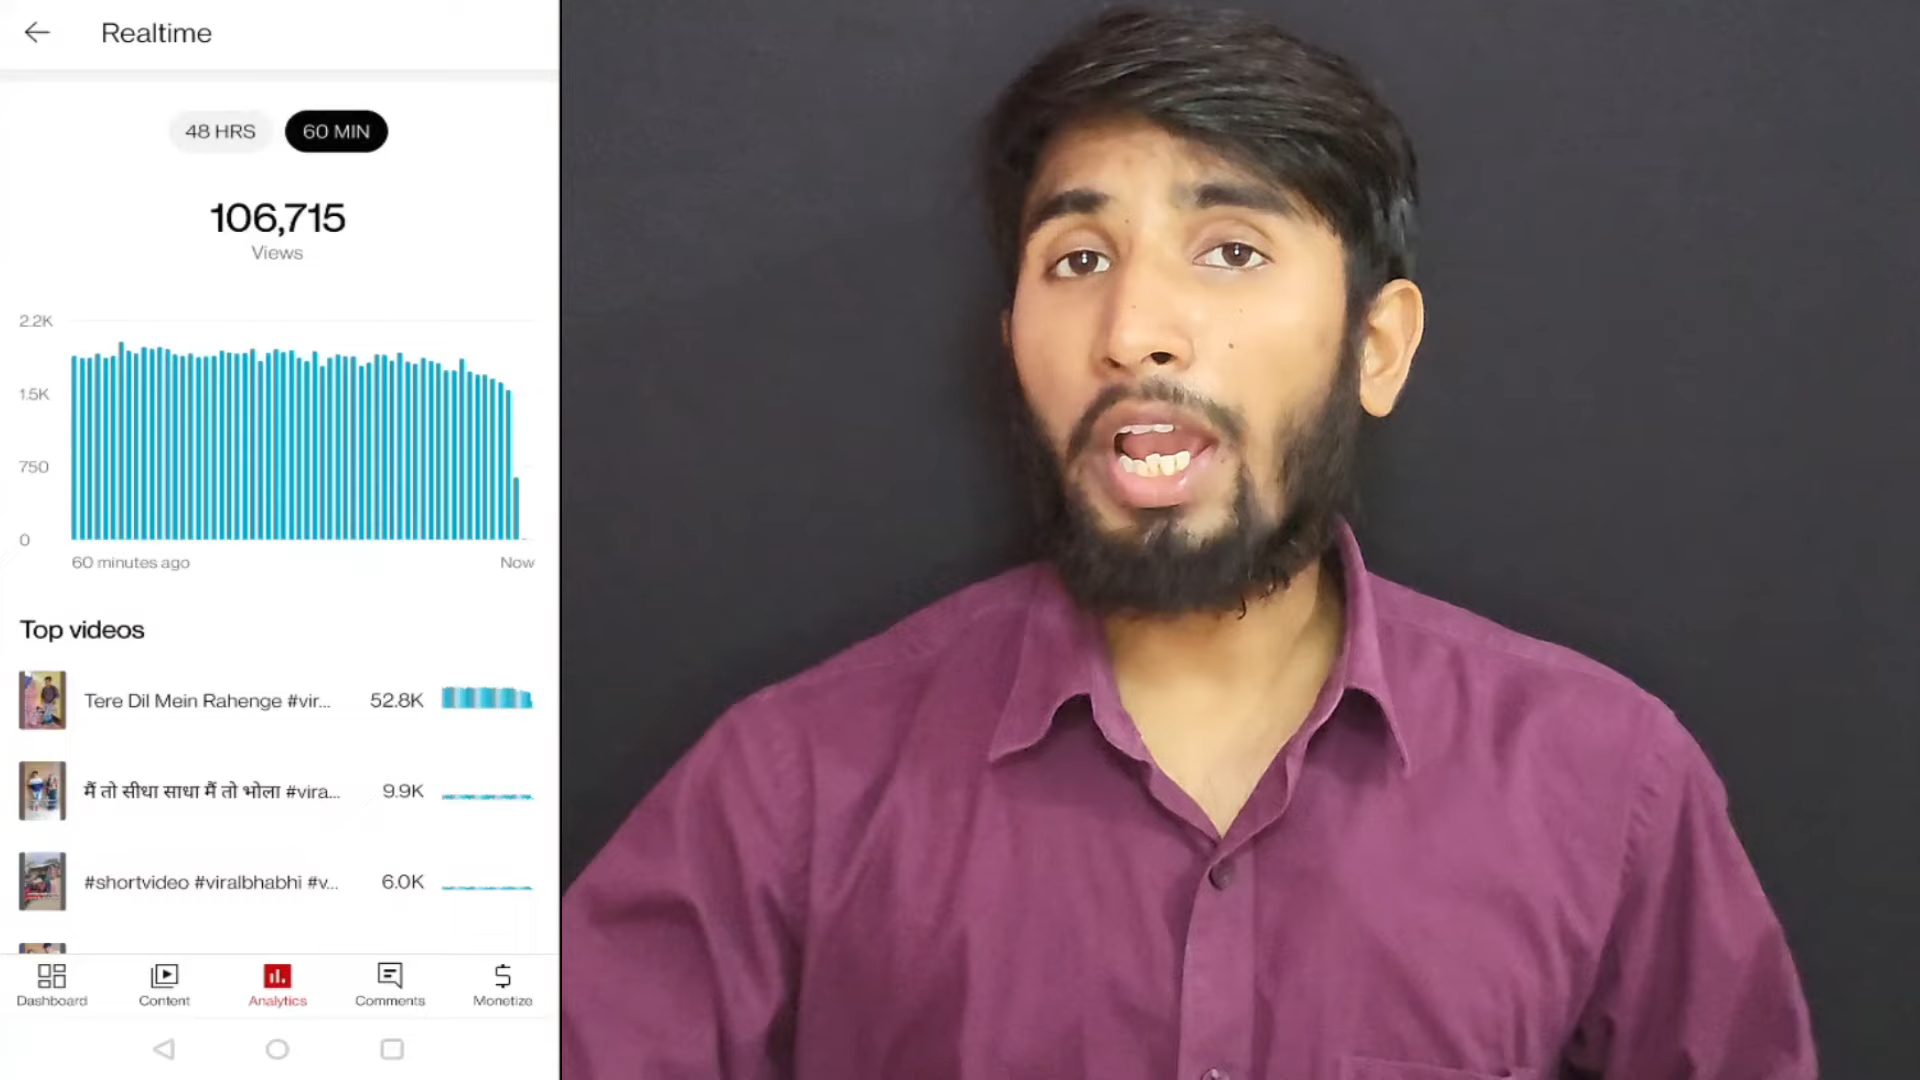 Realtime
48 HRS
60 MIN
106,715
Views
2.2K
1.5K
750
0
60 minutes ago
Now
Top videos
Tere Dil Mein Rahenge #vir... 52.8K
मैं तो सीधा साधा मैं तो भोला #vira... 9.9K
#shortvideo #viralbhabhi #v... 6.0K
Dashboard
Content
Analytics
Comments
Monetize